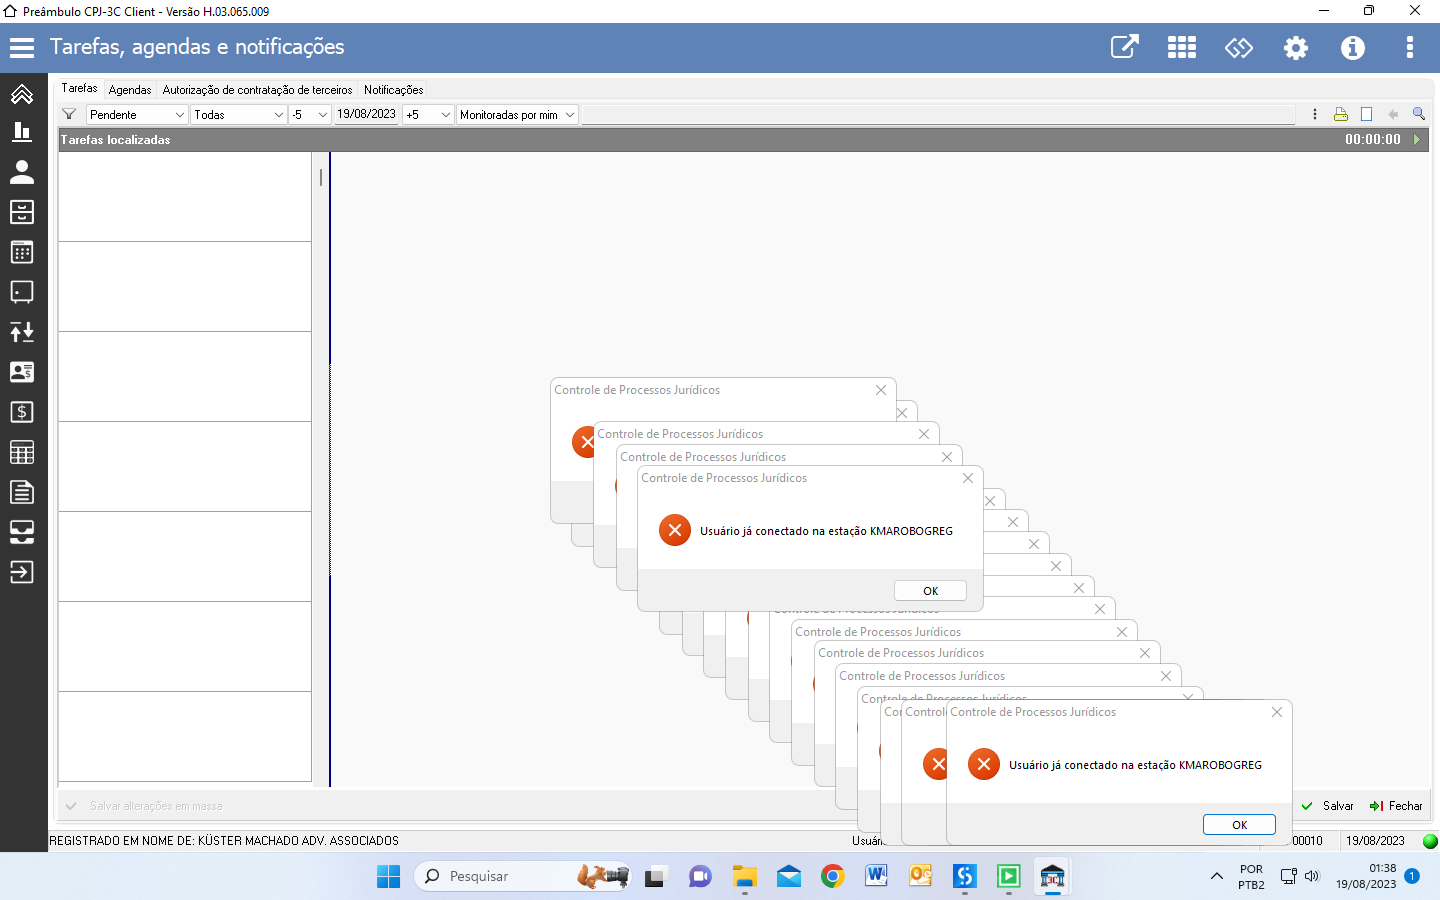 Preâmbulo CPJ-3C Client - Versão H.03.065.009
Tarefas, agendas e notificações
Tarefas Agendas Autorização de contratação de terceiros Notificações
Pendente Todas -5 19/08/2023 +5 Monitoradas por mim
Tarefas localizadas 00:00:00
Controle de Processos Jurídicos
Controle de Processos Jurídicos
Controle de Processos Jurídicos
Controle de Processos Jurídicos
Usuário já conectado na estação KMAROBOGREG
OK
Controle de Processos Jurídicos
Controle de Processos Jurídicos
Controle de Processos Jurídicos
Controle de Processos Jurídicos
Controle de Processos Jurídicos
Controle de Processos Jurídicos
Usuário já conectado na estação KMAROBOGREG
OK
Salvar alterações em massa
Salvar Fechar
REGISTRADO EM NOME DE: KÜSTER MACHADO ADV. ASSOCIADOS
00010 19/08/2023
Pesquisar
POR
PTB2
01:38
19/08/2023
1